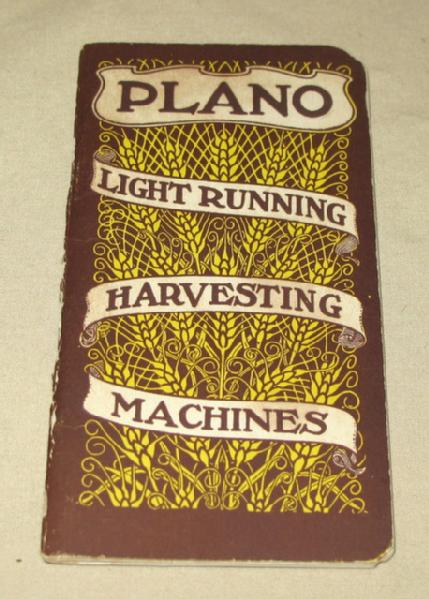 PLANO
LIGHT RUNNING
HARVESTING
MACHINES